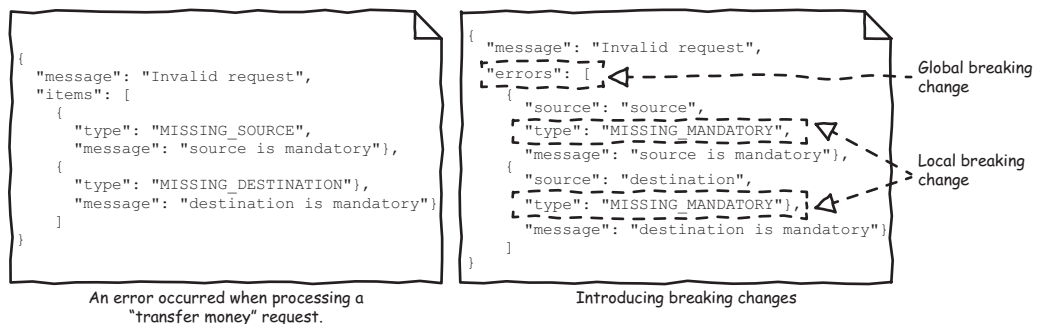 {
"message": "Invalid request",
"items": [
{
"type": "MISSING_SOURCE",
"message": "source is mandatory"},
{
"type": "MISSING_DESTINATION"},
"message": "destination is mandatory"}
]
}
An error occurred when processing a
“transfer money” request.
{
"message": "Invalid request",
"errors": [
{
"source": "source",
"type": "MISSING_MANDATORY",
"message": "source is mandatory"},
{
"source": "destination",
"type": "MISSING_MANDATORY"},
"message": "destination is mandatory"}
]
}
Introducing breaking changes
Global breaking
change
Local breaking
change